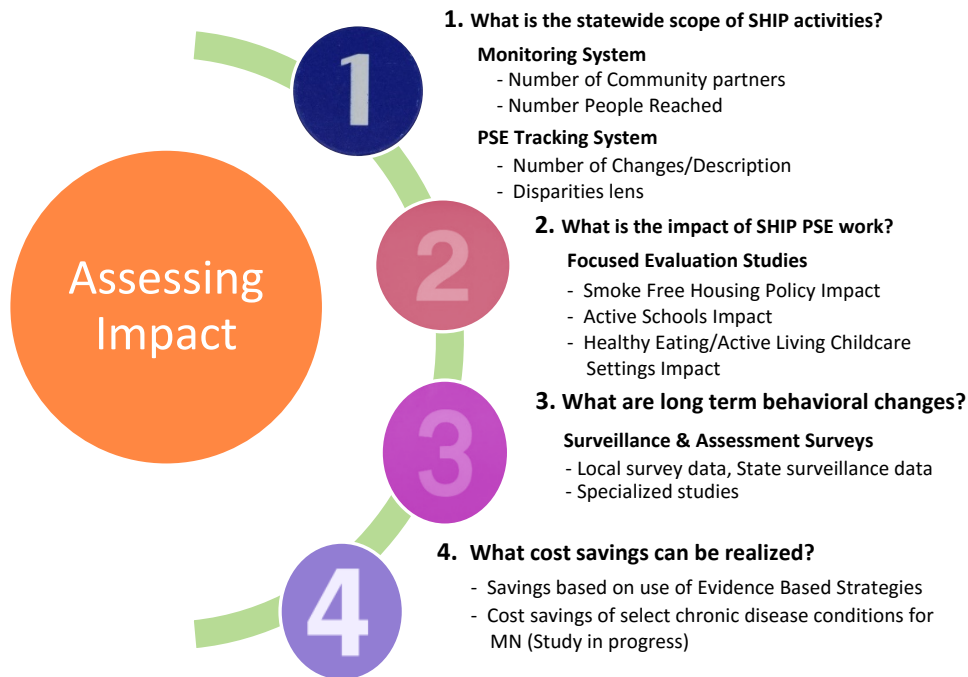 1. What is the statewide scope of SHIP activities?
Monitoring System
- Number of Community partners
- Number People Reached
PSE Tracking System
- Number of Changes/Description
- Disparities lens
2. What is the impact of SHIP PSE work?
Focused Evaluation Studies
- Smoke Free Housing Policy Impact
- Active Schools Impact
- Healthy Eating/Active Living Childcare
Settings Impact
3. What are long term behavioral changes?
Surveillance & Assessment Surveys
- Local survey data, State surveillance data
- Specialized studies
4. What cost savings can be realized?
- Savings based on use of Evidence Based Strategies
- Cost savings of select chronic disease conditions for
MN (Study in progress)
Assessing
Impact
1
2
3
4